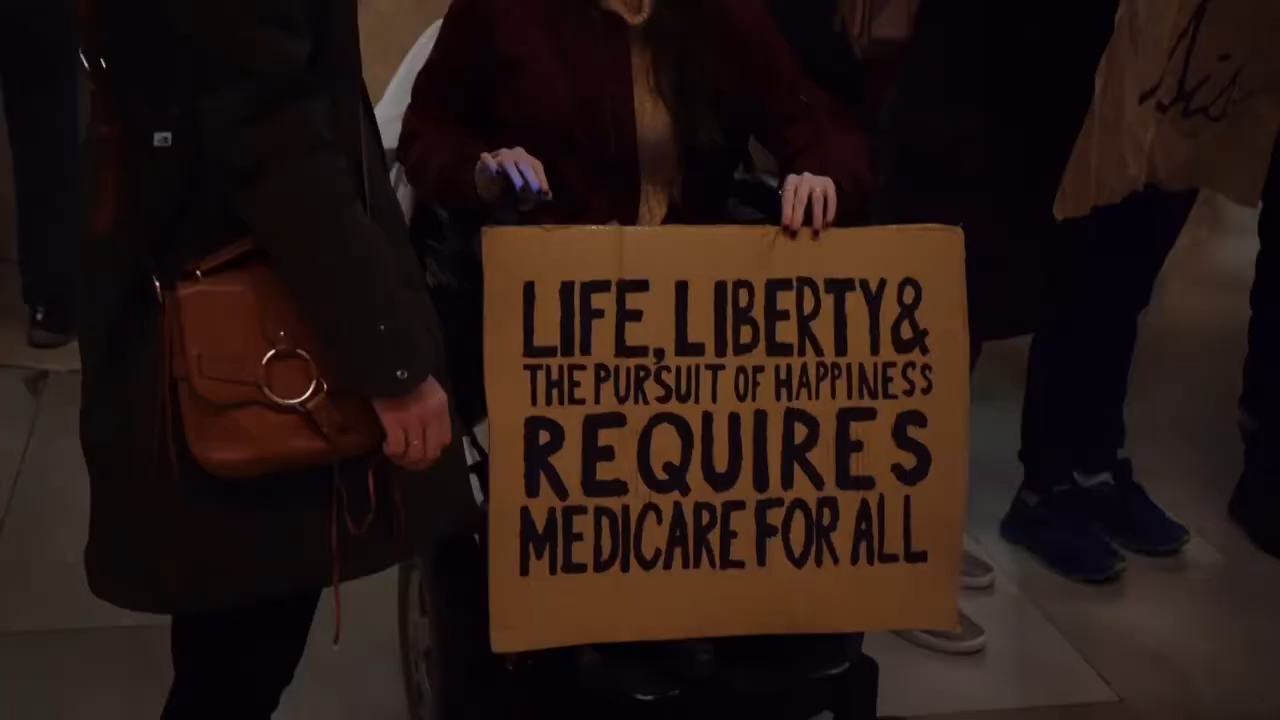 LIFE, LIBERTY &
THE PURSUIT OF HAPPINESS
REQUIRES
MEDICARE FOR ALL